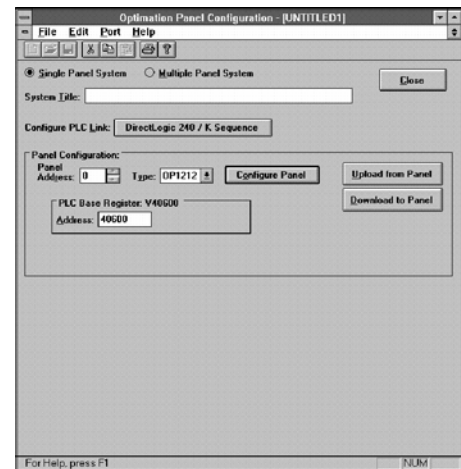 Optimation Panel Configuration - [UNTITLED1]
File Edit Port Help
Single Panel System Multiple Panel System
Close
System Title:
Configure PLC Link: DirectLogic 240 / K Sequence
Panel Configuration:
Panel Address: 0 Type: OP1212 Configure Panel Upload from Panel
PLC Base Register: V40600 Download to Panel
Address: 40600
For Help, press F1 NUM